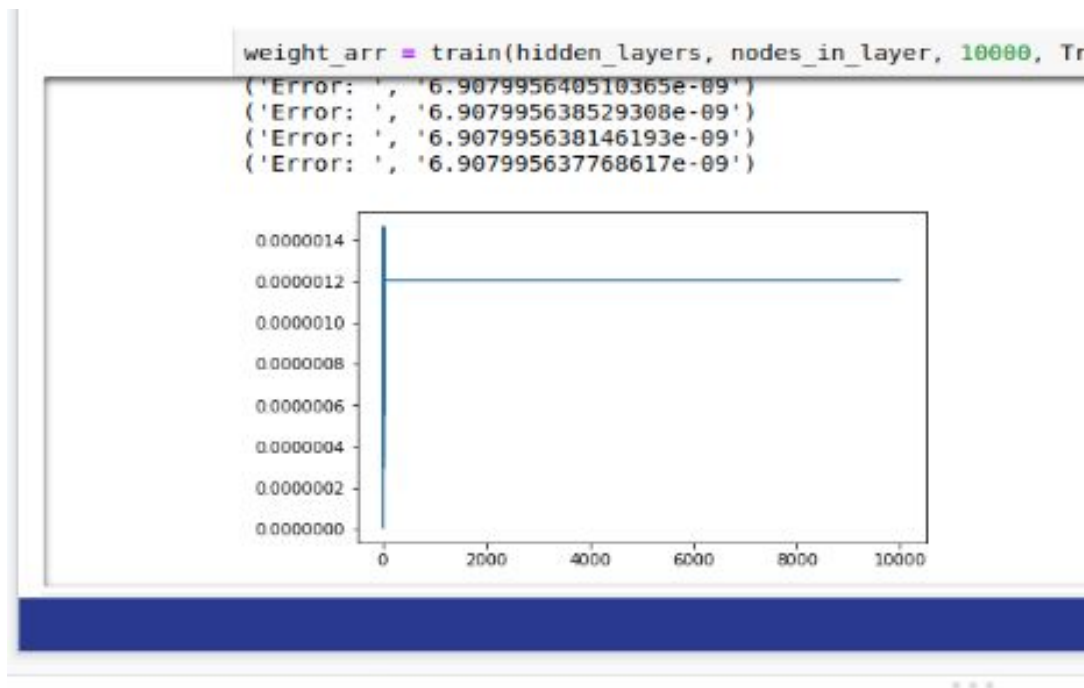 weight_arr = train(hidden_layers, nodes_in_layer, 10000, Tr
('Error: ', '6.907995640510365e-09')
('Error: ', '6.907995638529308e-09')
('Error: ', '6.907995638146193e-09')
('Error: ', '6.907995637768617e-09')
0.0000014
0.0000012
0.0000010
0.0000008
0.0000006
0.0000004
0.0000002
0.0000000
0 2000 4000 6000 8000 10000